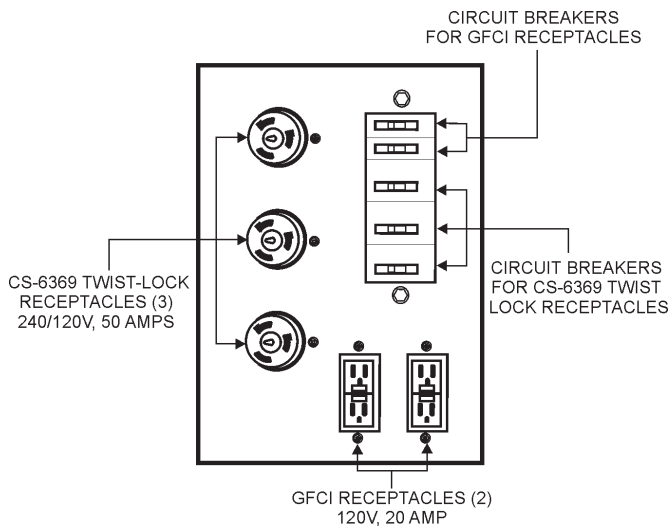 CIRCUIT BREAKERS
FOR GFCI RECEPTACLES
CS-6369 TWIST-LOCK
RECEPTACLES (3)
240/120V, 50 AMPS
CIRCUIT BREAKERS
FOR CS-6369 TWIST
LOCK RECEPTACLES
GFCI RECEPTACLES (2)
120V, 20 AMP